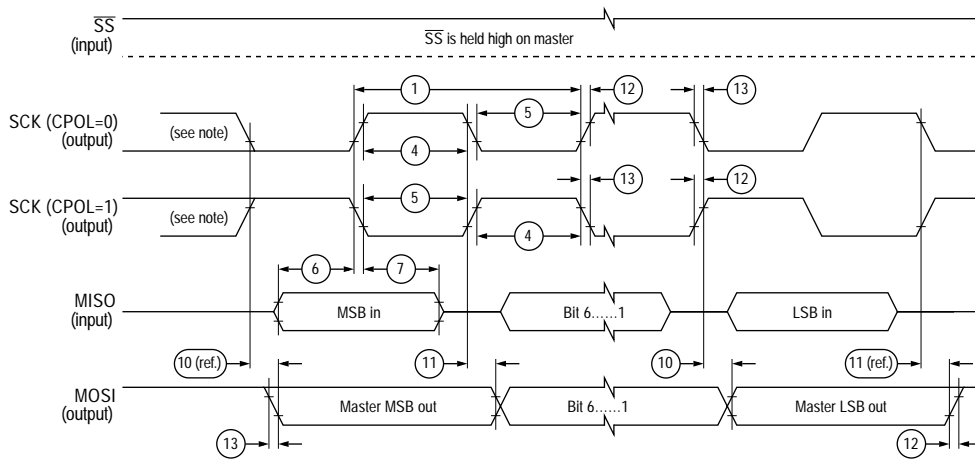 SS
(input)
SS is held high on master
1
12
13
SCK (CPOL=0)
(output)
(see note)
5
4
SCK (CPOL=1)
(output)
(see note)
5
13
12
4
6
7
MISO
(input)
MSB in
Bit 6......1
LSB in
10 (ref.)
11
10
11 (ref.)
MOSI
(output)
Master MSB out
Bit 6......1
Master LSB out
13
12